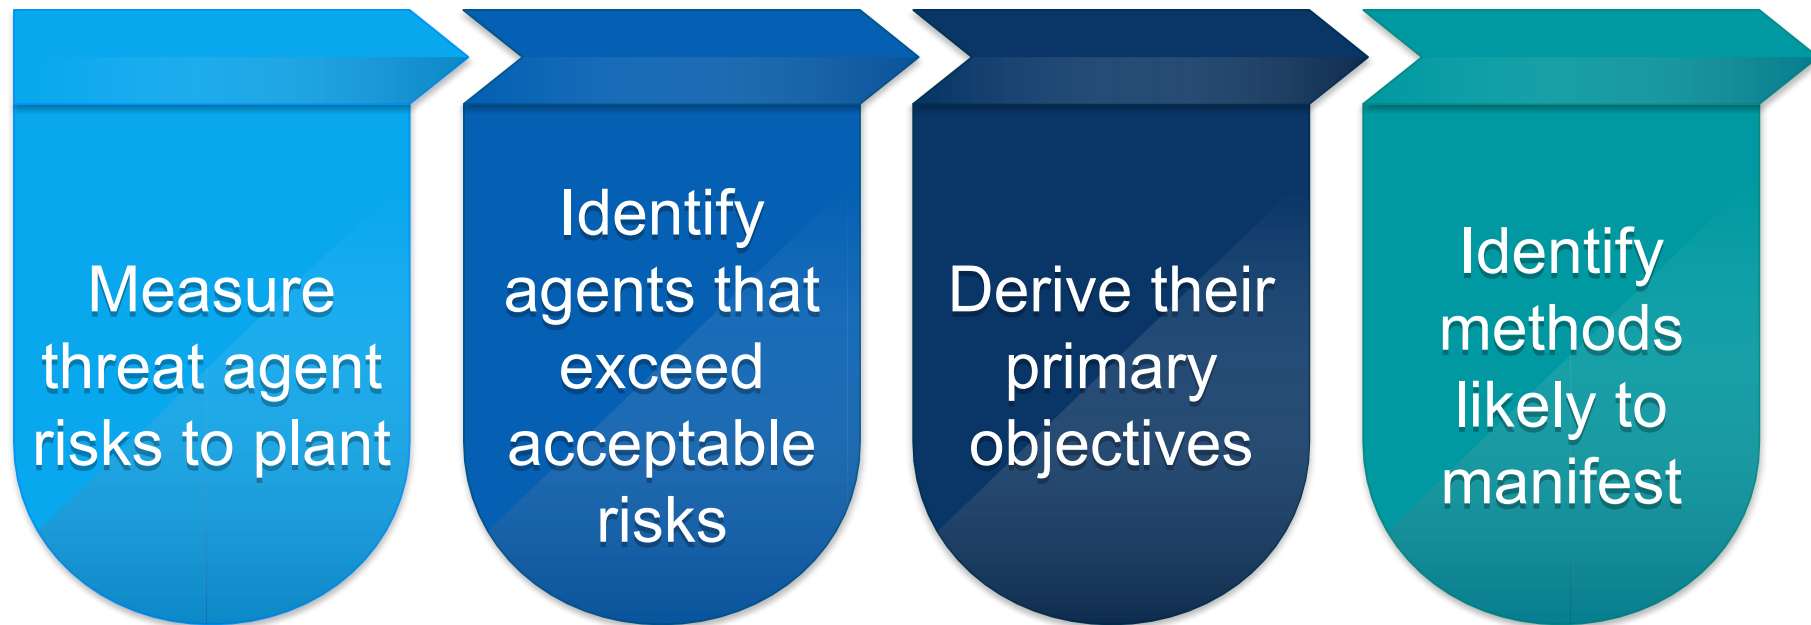 Measure
threat agent
risks to plant
Identify
agents that
exceed
acceptable
risks
Derive their
primary
objectives
Identify
methods
likely to
manifest